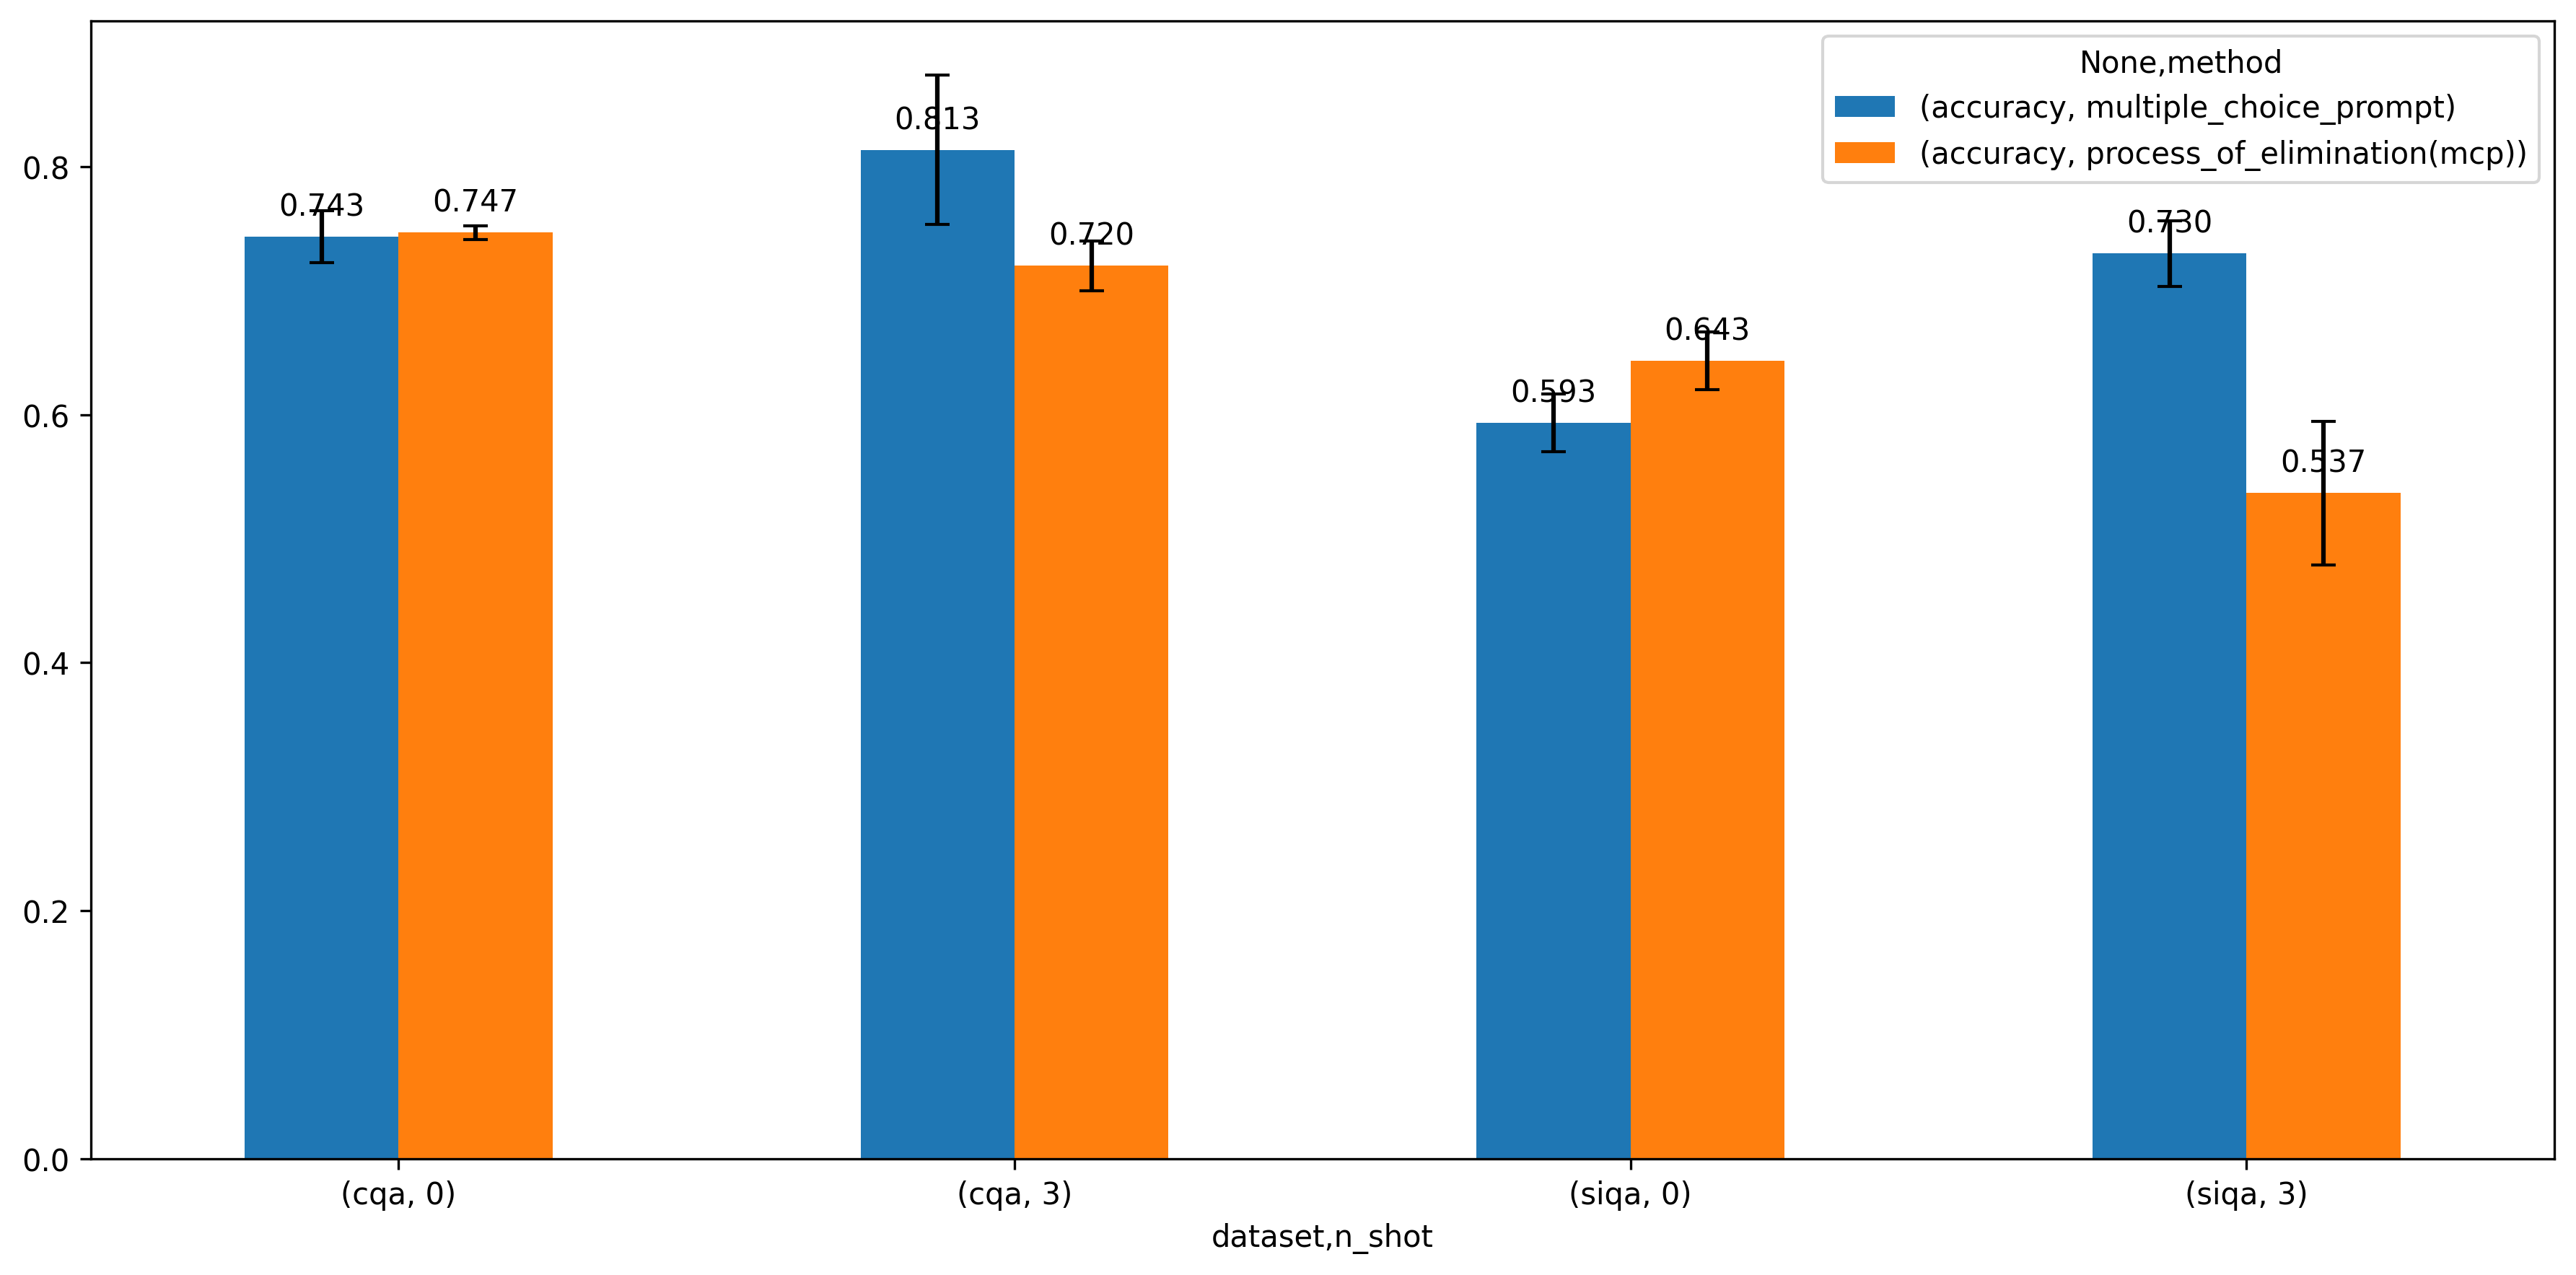 None,method
(accuracy, multiple_choice_prompt)
(accuracy, process_of_elimination(mcp))
0.8
0.6
0.4
0.2
0.0
0.743
0.747
0.813
0.720
0.593
0.643
0.730
0.537
(cqa, 0)
(cqa, 3)
(siqa, 0)
(siqa, 3)
dataset,n_shot